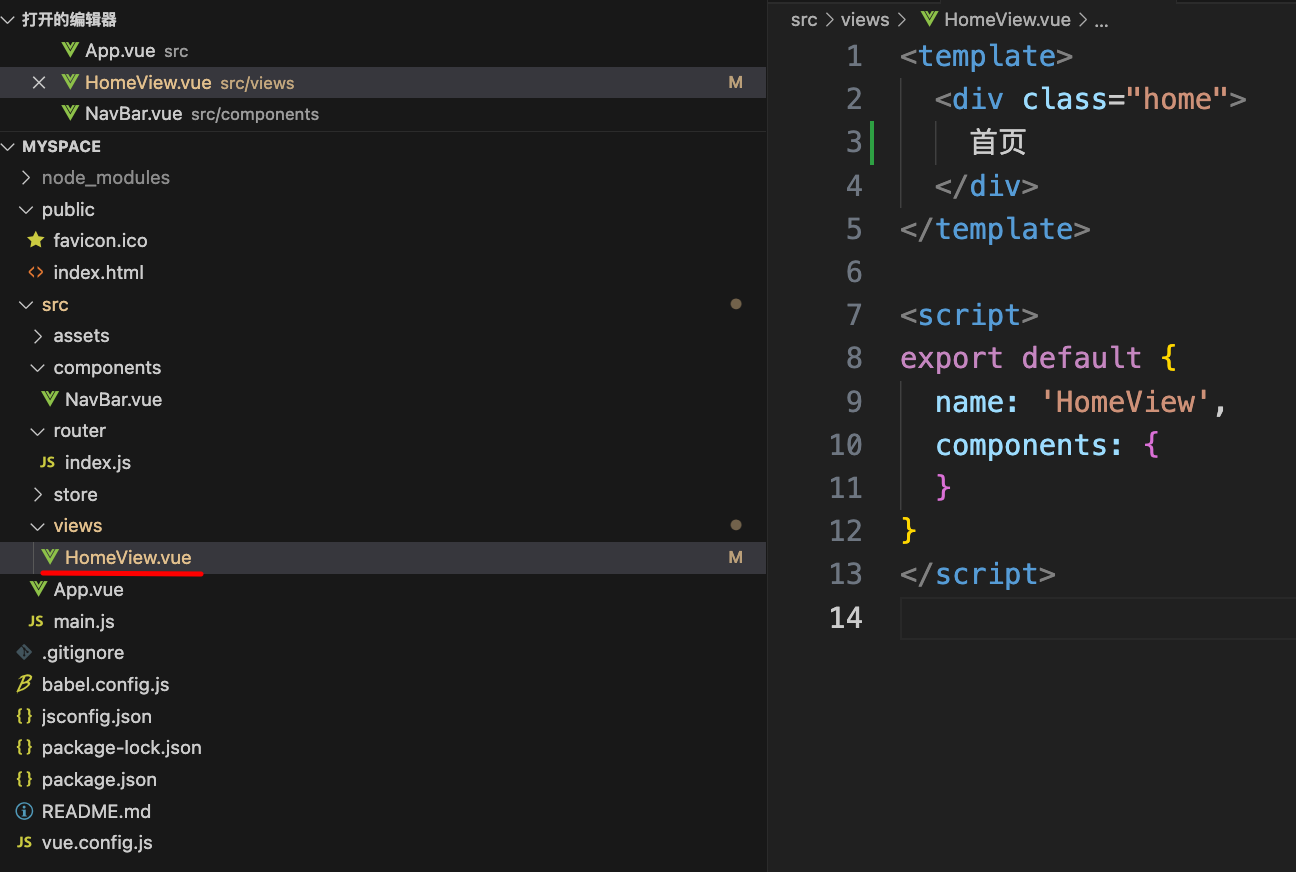 打开的编辑器
App.vue src
HomeView.vue src/views M
NavBar.vue src/components
MYSPACE
node_modules
public
favicon.ico
<> index.html
src
assets
components
NavBar.vue
router
JS index.js
store
views
HomeView.vue M
App.vue
JS main.js
.gitignore
babel.config.js
{} jsconfig.json
{} package-lock.json
{} package.json
README.md
JS vue.config.js
src > views > HomeView.vue > ...
1 <template>
2 <div class="home">
3 首页
4 </div>
5 </template>
6
7 <script>
8 export default {
9 name: 'HomeView',
10 components: {
11 }
12 }
13 </script>
14